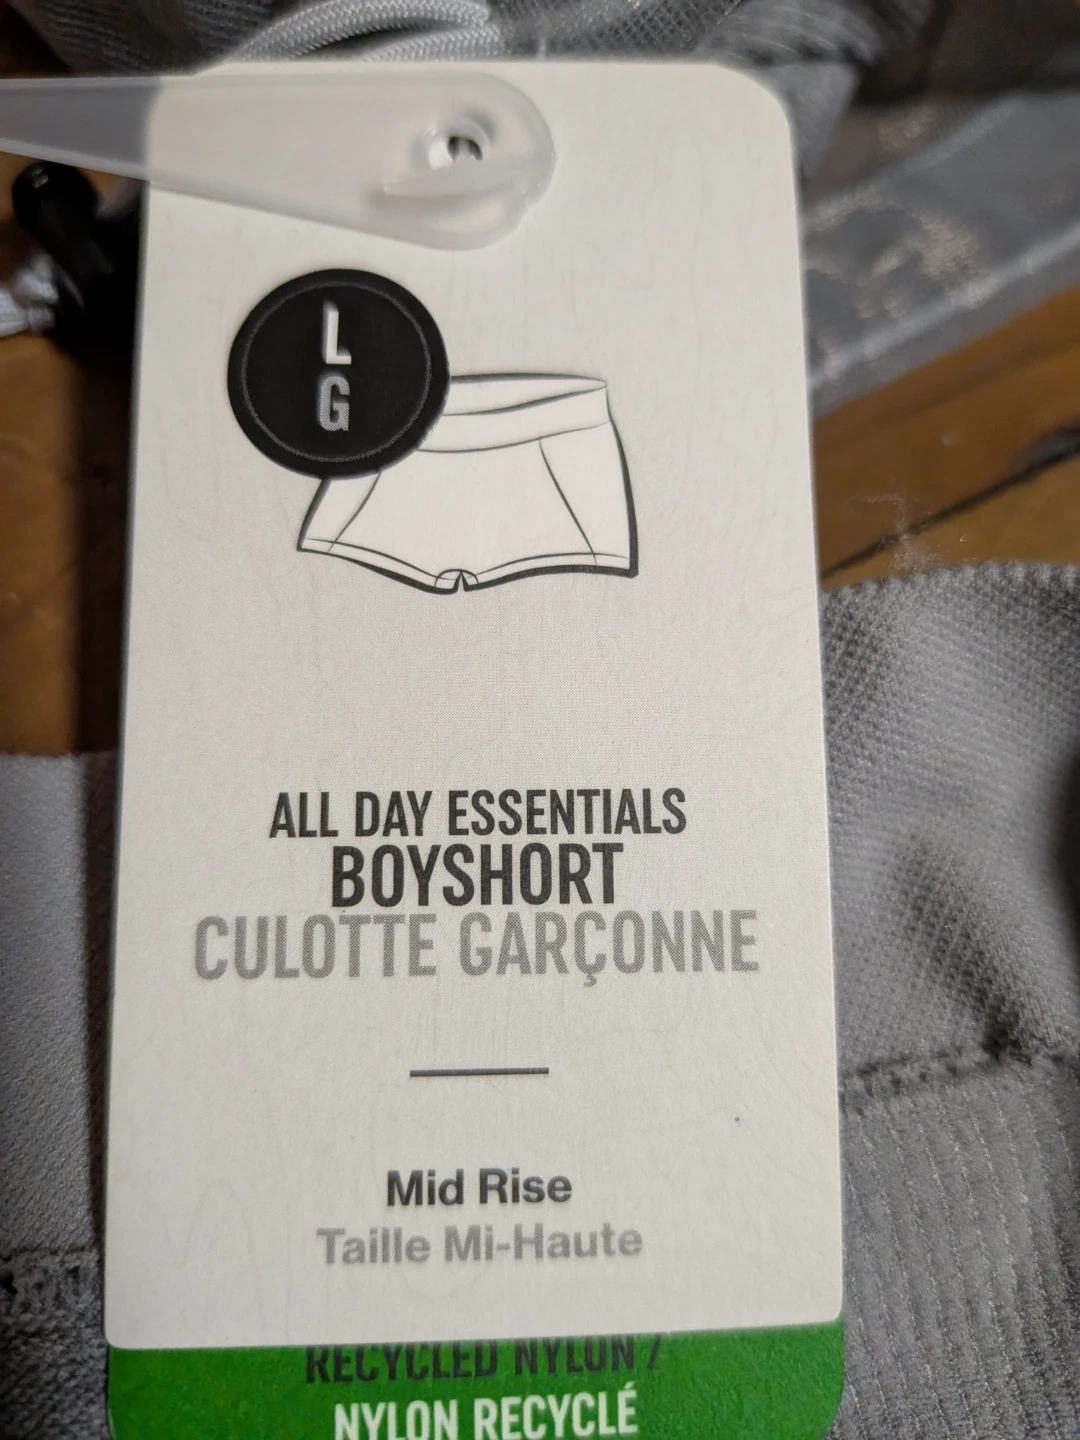 L
G
ALL DAY ESSENTIALS
BOYSHORT
CULOTTE GARÇONNE
Mid Rise
Taille Mi-Haute
RECYCLED NYLON /
NYLON RECYCLÉ